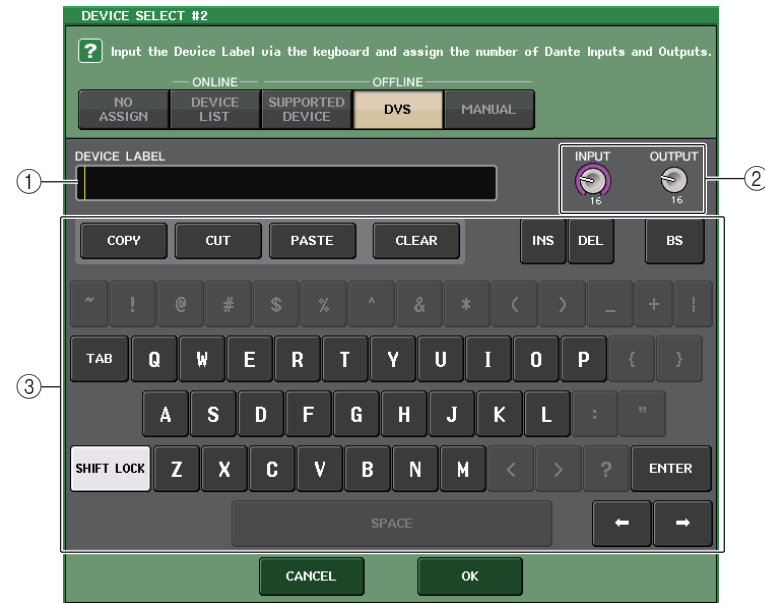 DEVICE SELECT #2
? Input the Device Label via the keyboard and assign the number of Dante Inputs and Outputs.
ONLINE OFFLINE
NO ASSIGN DEVICE LIST SUPPORTED DEVICE DVS MANUAL
DEVICE LABEL INPUT OUTPUT
① ②
16 16
COPY CUT PASTE CLEAR INS DEL BS
~ ! @ # $ % ^ & * ( ) _ + |
TAB Q W E R T Y U I O P { }
③
A S D F G H J K L : "
SHIFT LOCK Z X C V B N M < > ? ENTER
SPACE ← →
CANCEL OK